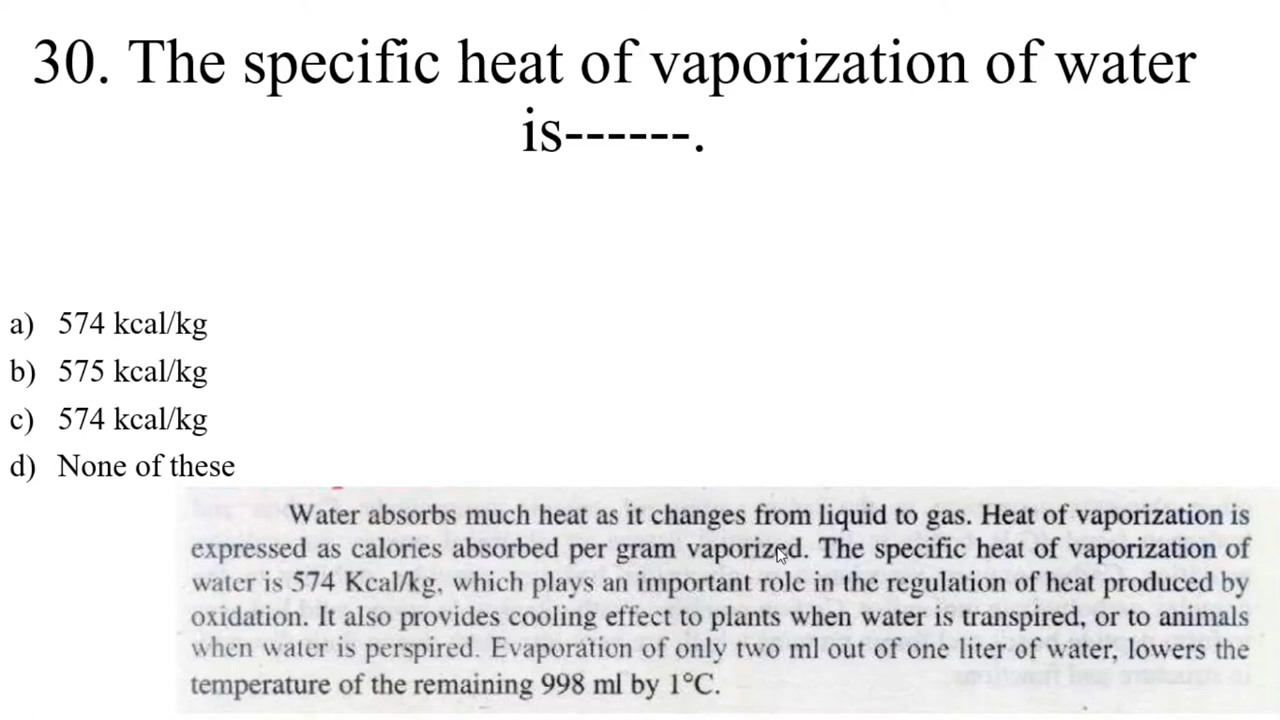 30. The specific heat of vaporization of water
is------.
a) 574 kcal/kg
b) 575 kcal/kg
c) 574 kcal/kg
d) None of these
Water absorbs much heat as it changes from liquid to gas. Heat of vaporization is
expressed as calories absorbed per gram vaporized. The specific heat of vaporization of
water is 574 Kcal/kg, which plays an important role in the regulation of heat produced by
oxidation. It also provides cooling effect to plants when water is transpired, or to animals
when water is perspired. Evaporation of only two ml out of one liter of water, lowers the
temperature of the remaining 998 ml by 1°C.